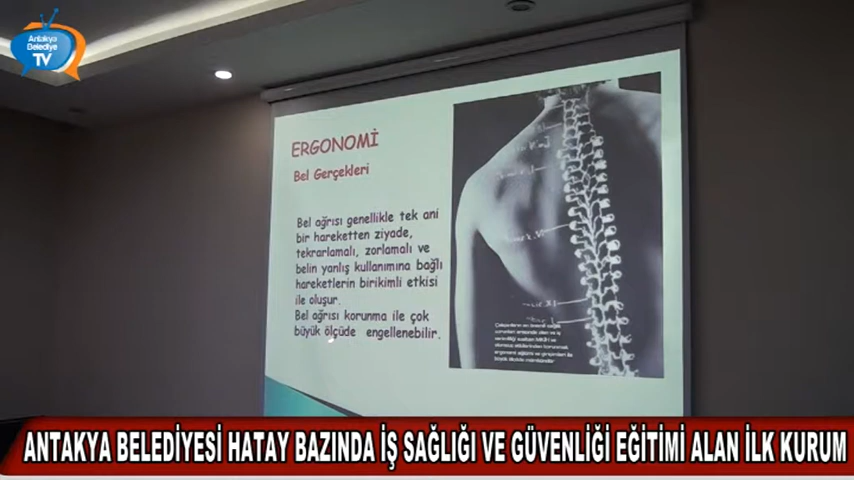 Antakya
Belediye
TV
ERGONOMİ
Bel Gerçekleri
Bel ağrısı genellikle tek ani
bir hareketten ziyade,
tekrarlamalı, zorlamalı ve
belin yanlış kullanımına bağlı
hareketlerin birikimli etkisi
ile oluşur.
Bel ağrısı korunma ile çok
büyük ölçüde engellenebilir.
ANTAKYA BELEDİYESİ HATAY BAZINDA İŞ SAĞLIĞI VE GÜVENLİĞİ EĞİTİMİ ALAN İLK KURUM